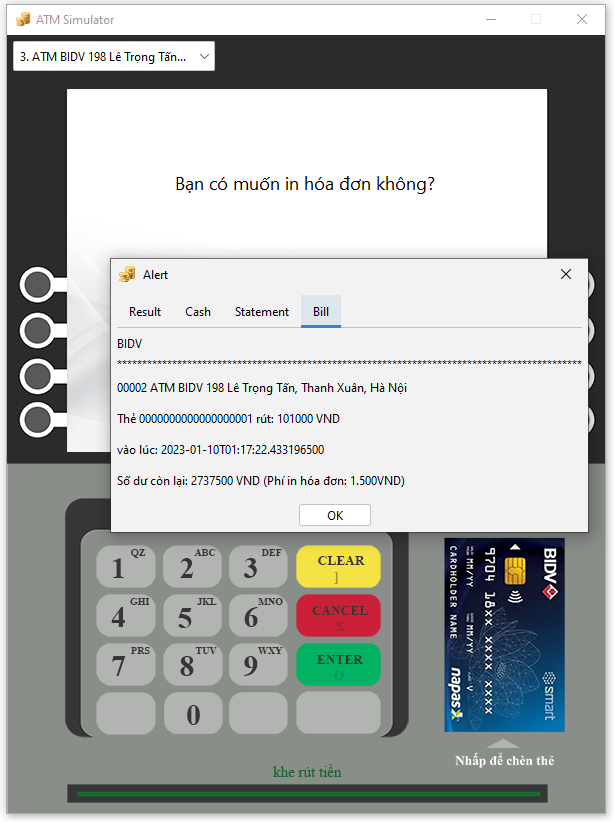 ATM Simulator
3. ATM BIDV 198 Lê Trọng Tấn...
Bạn có muốn in hóa đơn không?
Alert
Result Cash Statement Bill
BIDV
*********************************************************************************************
00002 ATM BIDV 198 Lê Trọng Tấn, Thanh Xuân, Hà Nội
Thẻ 0000000000000000001 rút: 101000 VND
vào lúc: 2023-01-10T01:17:22.433196500
Số dư còn lại: 2737500 VND (Phí in hóa đơn: 1.500VND)
OK
1 QZ 2 ABC 3 DEF CLEAR ]
4 GHI 5 JKL 6 MNO CANCEL X
7 PRS 8 TUV 9 WXY ENTER O
0
BIDV
smart
9704 18xx xxxx xxxx
MM/YY MM/YY V
CARDHOLDER NAME
napas
Nhấp để chèn thẻ
khe rút tiền